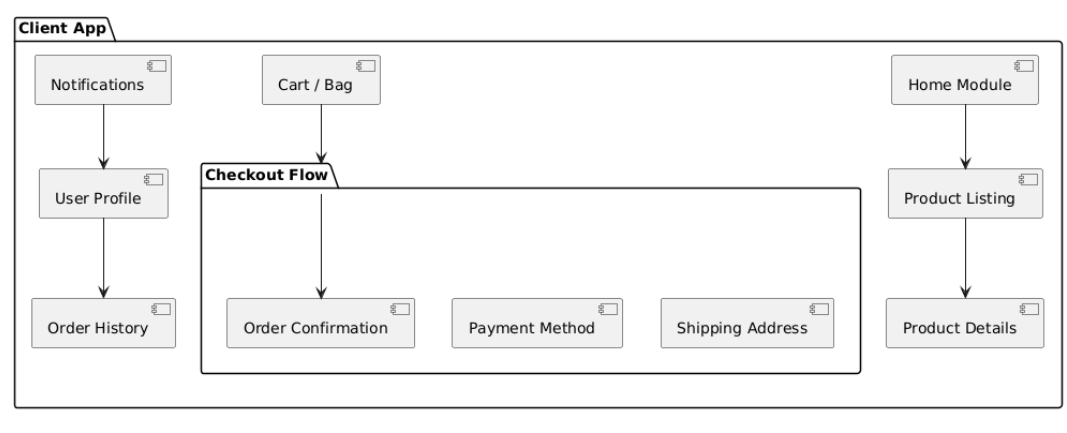 Client App
Notifications
Cart / Bag
Home Module
User Profile
Checkout Flow
Product Listing
Order History
Order Confirmation
Payment Method
Shipping Address
Product Details